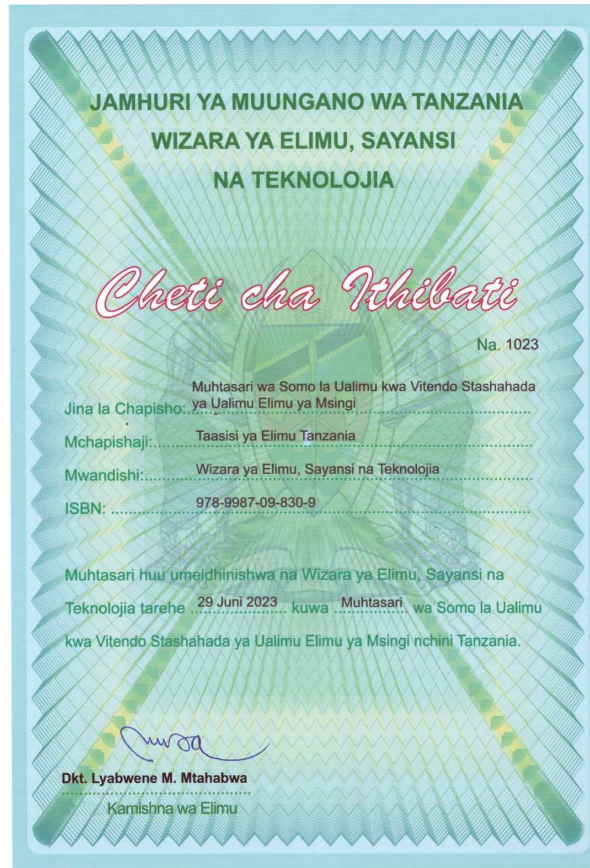 JAMHURI YA MUUNGANO WA TANZANIA
WIZARA YA ELIMU, SAYANSI
NA TEKNOLOJIA
Cheti cha Ithibati
Na. 1023
Muhtasari wa Somo la Ualimu kwa Vitendo Stashahada
Jina la Chapisho: ya Ualimu Elimu ya Msingi
Mchapishaji: Taasisi ya Elimu Tanzania
Mwandishi: Wizara ya Elimu, Sayansi na Teknolojia
ISBN: 978-9987-09-830-9
Muhtasari huu umeidhinishwa na Wizara ya Elimu, Sayansi na
Teknolojia tarehe 29 Juni 2023 kuwa Muhtasari wa Somo la Ualimu
kwa Vitendo Stashahada ya Ualimu Elimu ya Msingi nchini Tanzania.
Dkt. Lyabwene M. Mtahabwa
Kamishna wa Elimu